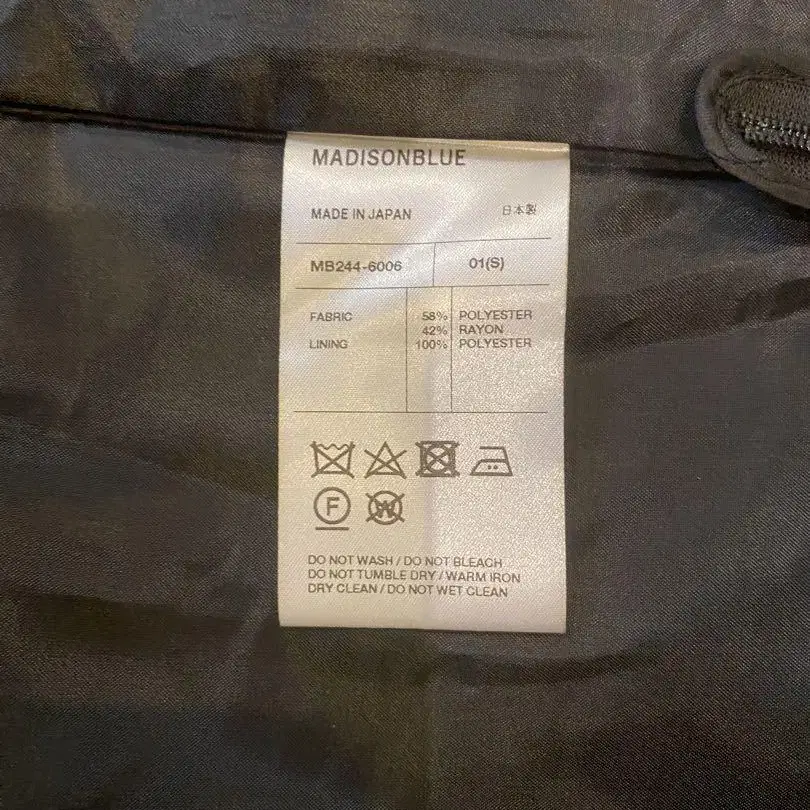 MADISONBLUE
MADE IN JAPAN 日本製
MB244-6006 01(S)
FABRIC 58% POLYESTER
42% RAYON
LINING 100% POLYESTER
F W
DO NOT WASH / DO NOT BLEACH
DO NOT TUMBLE DRY / WARM IRON
DRY CLEAN / DO NOT WET CLEAN